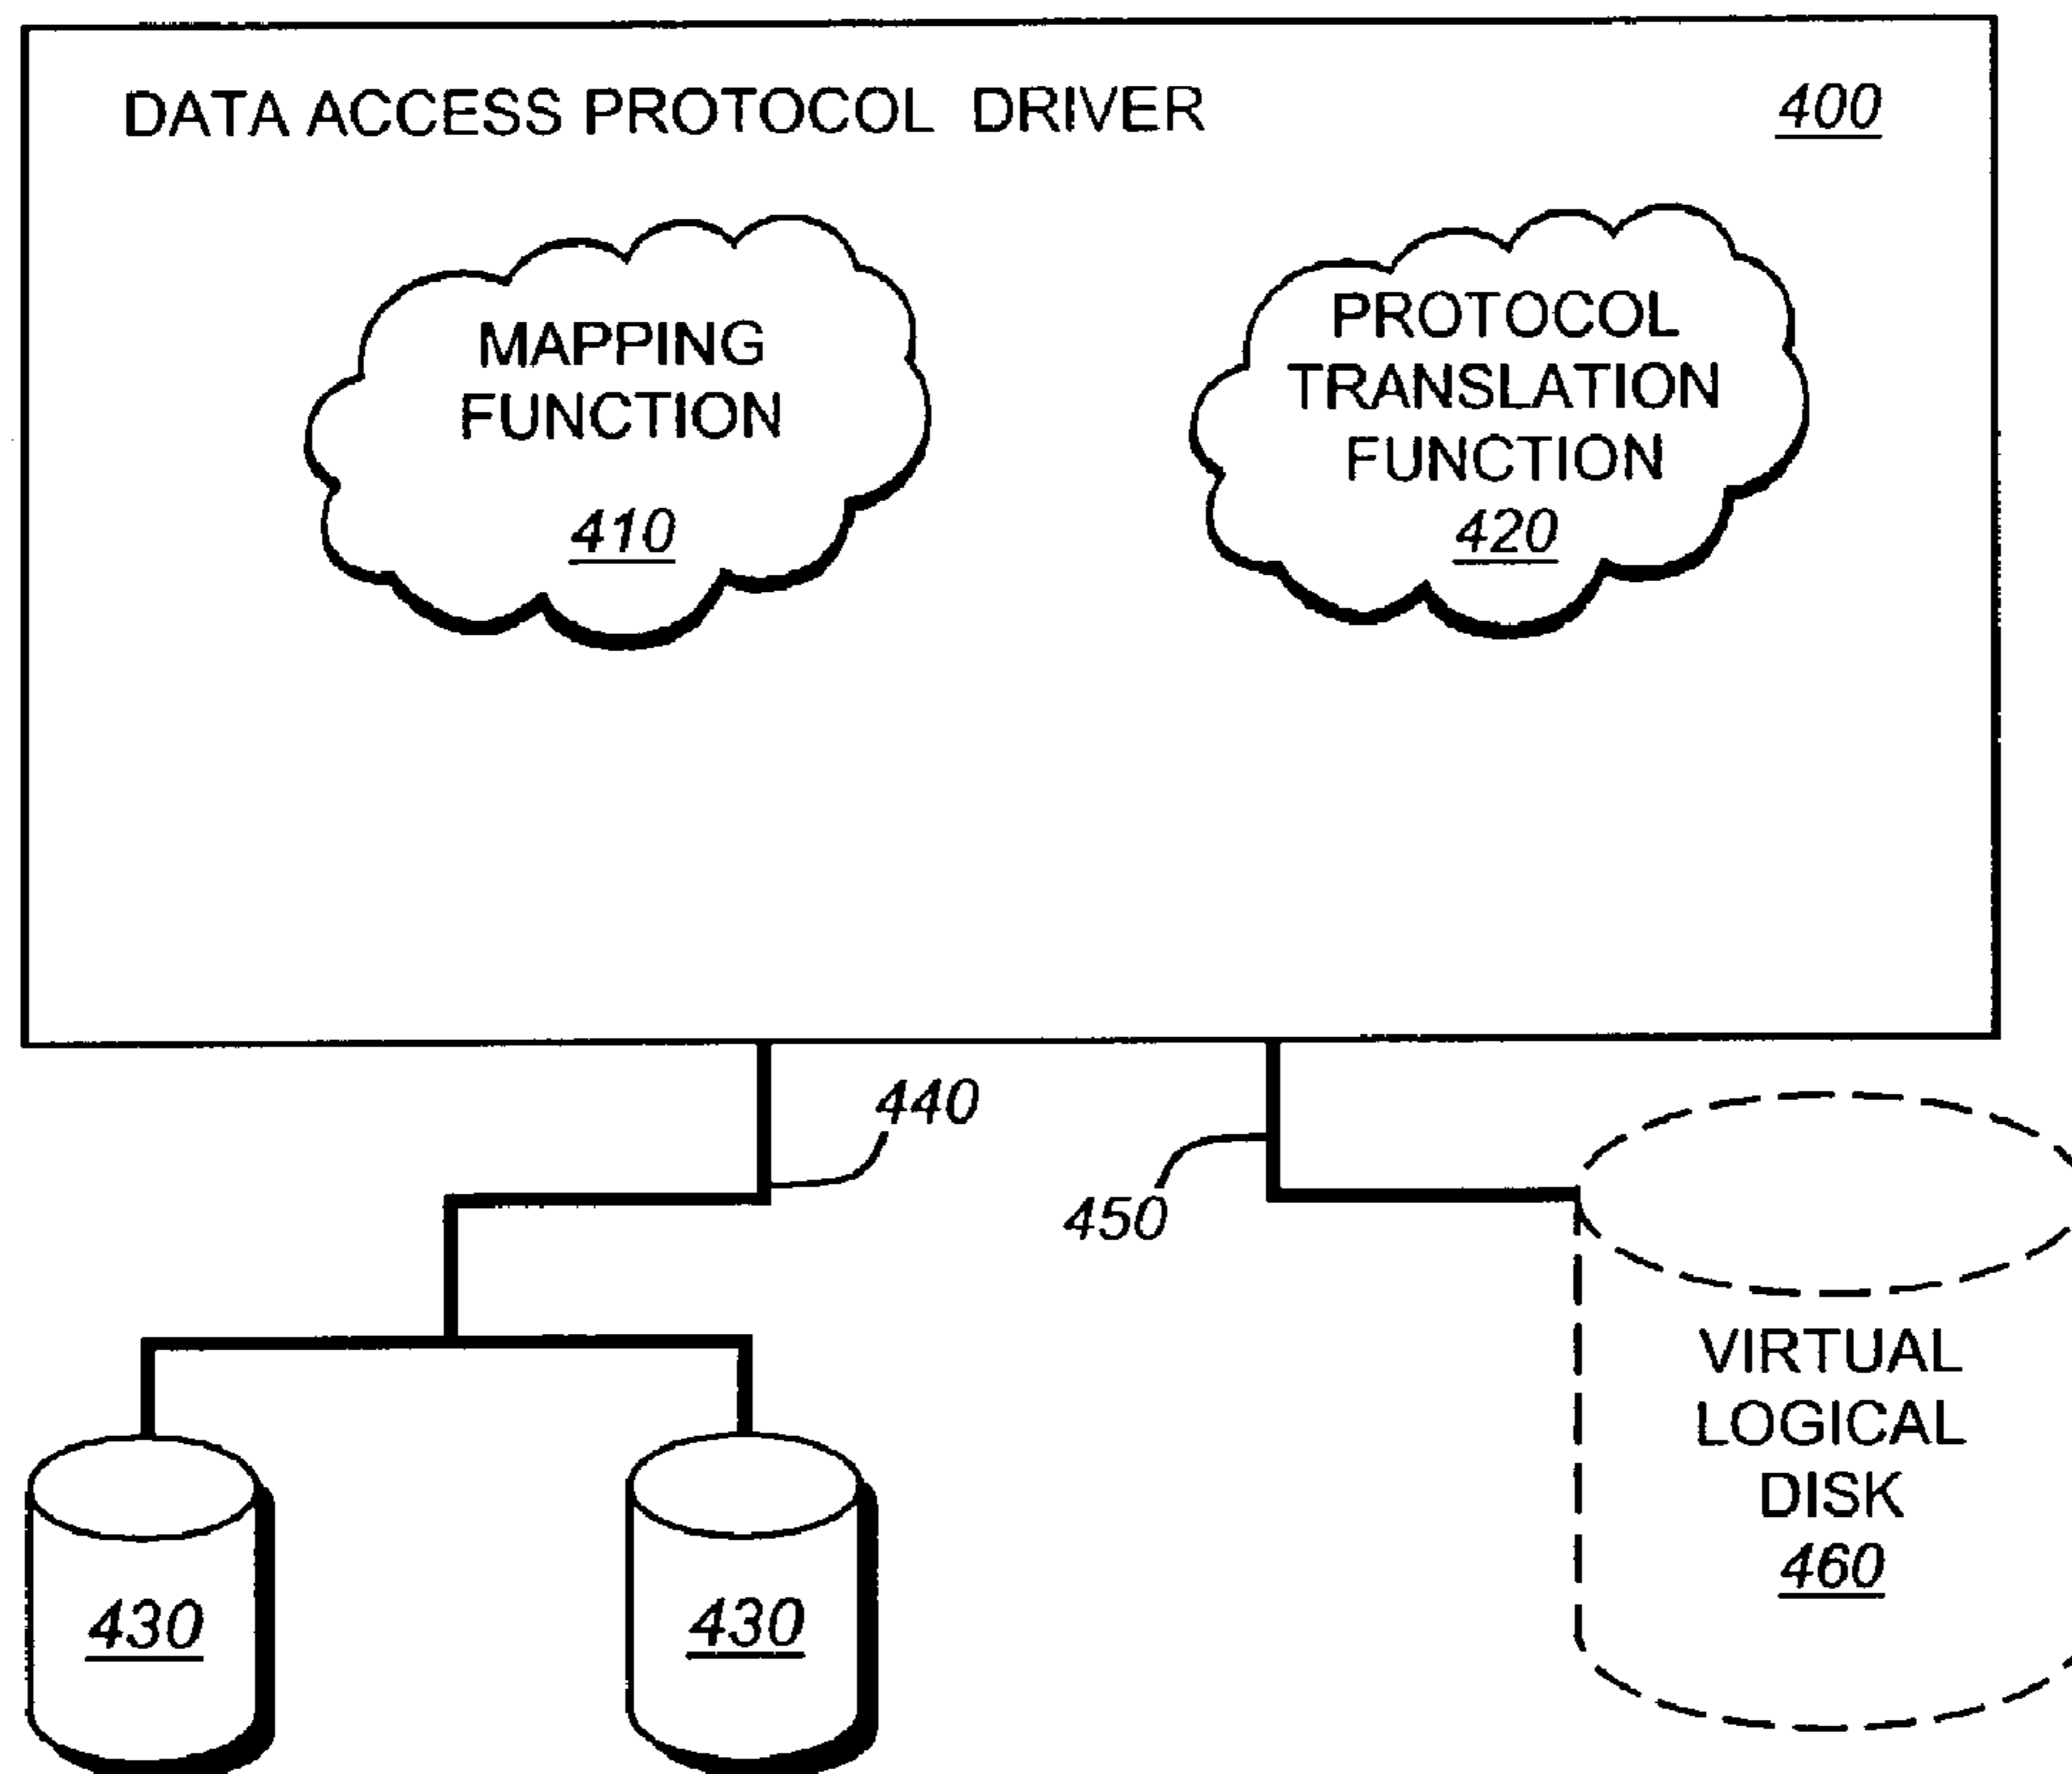 DATA ACCESS PROTOCOL DRIVER 400
MAPPING
FUNCTION
410
PROTOCOL
TRANSLATION
FUNCTION
420
440
450
VIRTUAL
LOGICAL
DISK
460
430
430